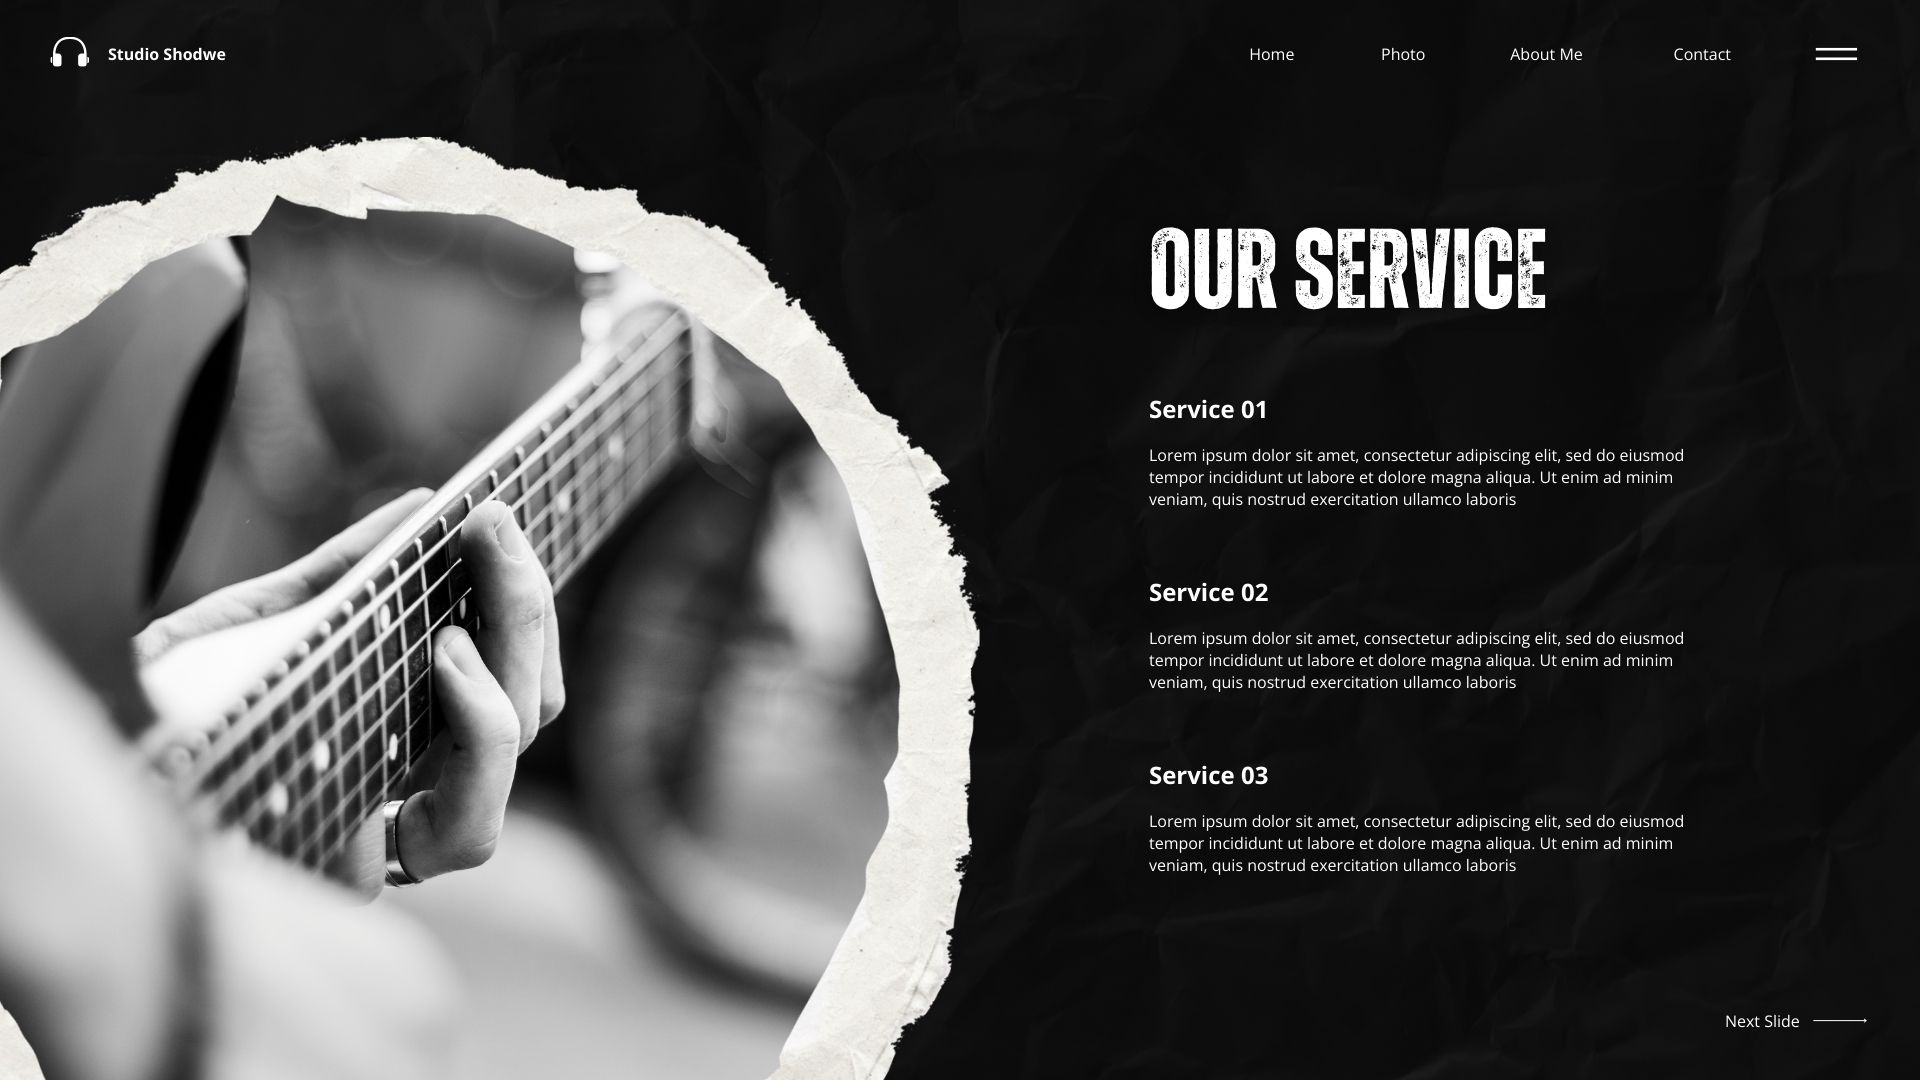 Studio Shodwe
Home
Photo
About Me
Contact
OUR SERVICE
Service 01
Lorem ipsum dolor sit amet, consectetur adipiscing elit, sed do eiusmod
tempor incididunt ut labore et dolore magna aliqua. Ut enim ad minim
veniam, quis nostrud exercitation ullamco laboris
Service 02
Lorem ipsum dolor sit amet, consectetur adipiscing elit, sed do eiusmod
tempor incididunt ut labore et dolore magna aliqua. Ut enim ad minim
veniam, quis nostrud exercitation ullamco laboris
Service 03
Lorem ipsum dolor sit amet, consectetur adipiscing elit, sed do eiusmod
tempor incididunt ut labore et dolore magna aliqua. Ut enim ad minim
veniam, quis nostrud exercitation ullamco laboris
Next Slide